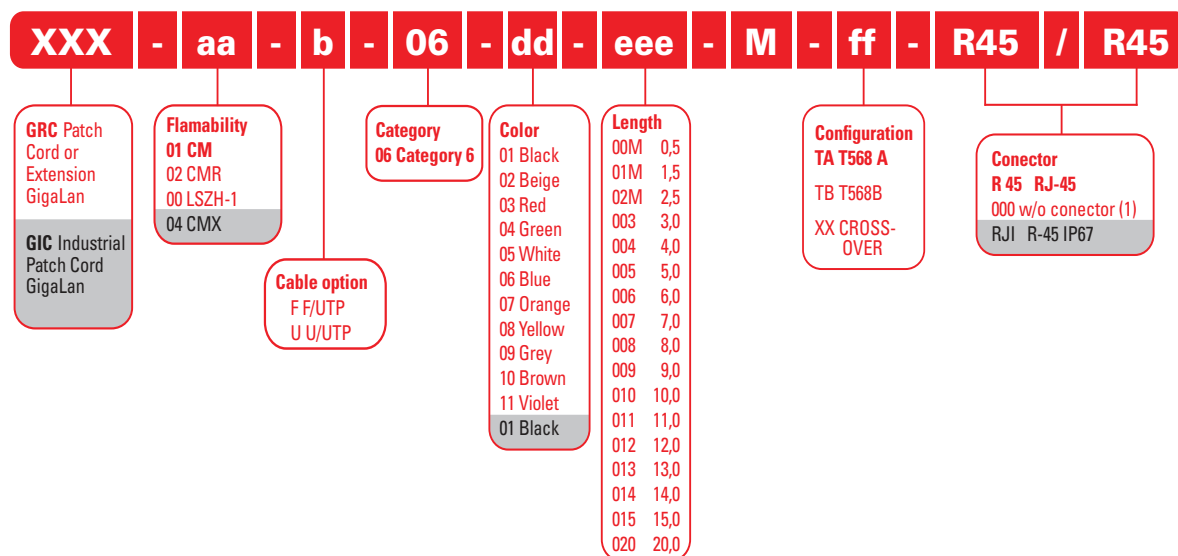 XXX - aa - b - 06 - dd - eee - M - ff - R45 / R45
GRC Patch
Cord or
Extension
GigaLan
GIC Industrial
Patch Cord
GigaLan
Flamability
01 CM
02 CMR
00 LSZH-1
04 CMX
Cable option
F F/UTP
U U/UTP
Category
06 Category 6
Color
01 Black
02 Beige
03 Red
04 Green
05 White
06 Blue
07 Orange
08 Yellow
09 Grey
10 Brown
11 Violet
01 Black
Length
00M 0,5
01M 1,5
02M 2,5
003 3,0
004 4,0
005 5,0
006 6,0
007 7,0
008 8,0
009 9,0
010 10,0
011 11,0
012 12,0
013 13,0
014 14,0
015 15,0
020 20,0
Configuration
TA T568 A
TB T568B
XX CROSS-
OVER
Conector
R 45 RJ-45
000 w/o conector (1)
RJI R-45 IP67